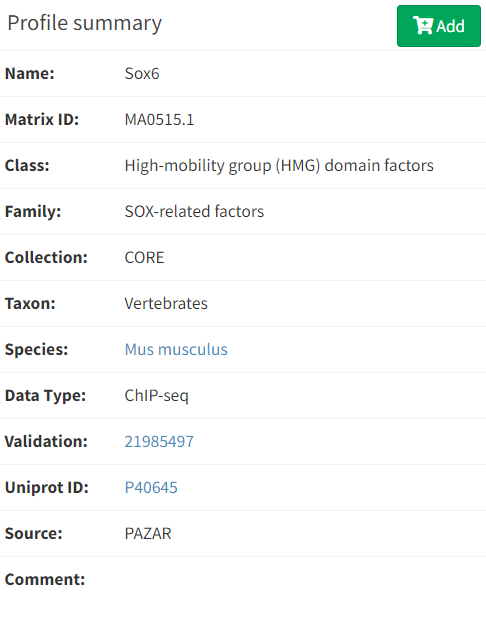 Profile summary
Add
Name: Sox6
Matrix ID: MA0515.1
Class: High-mobility group (HMG) domain factors
Family: SOX-related factors
Collection: CORE
Taxon: Vertebrates
Species: Mus musculus
Data Type: ChIP-seq
Validation: 21985497
Uniprot ID: P40645
Source: PAZAR
Comment: